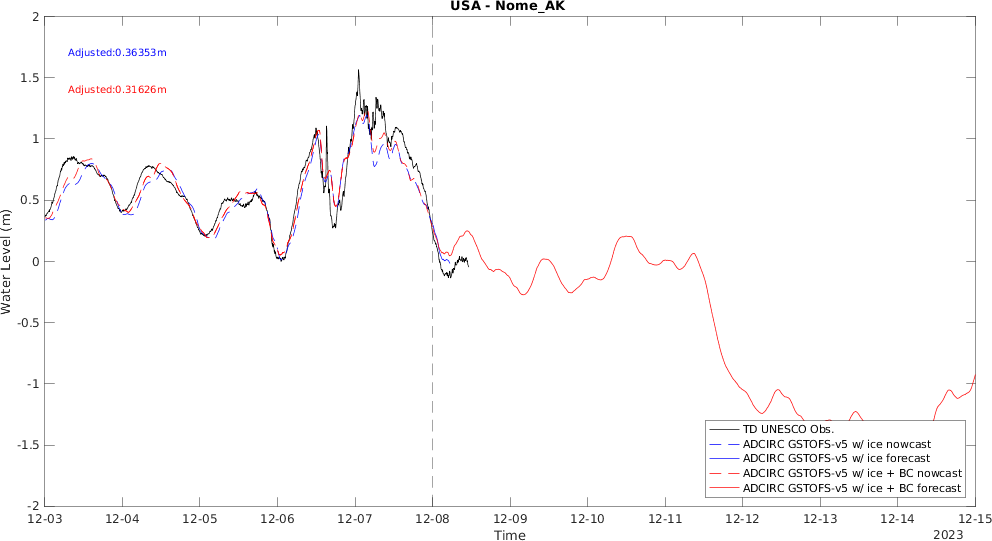 USA - Nome_AK
2
1.5
1
0.5
0
-0.5
-1
-1.5
-2
Water Level (m)
Adjusted:0.36353m
Adjusted:0.31626m
TD UNESCO Obs.
ADCIRC GSTOFS-v5 w/ ice nowcast
ADCIRC GSTOFS-v5 w/ ice forecast
ADCIRC GSTOFS-v5 w/ ice + BC nowcast
ADCIRC GSTOFS-v5 w/ ice + BC forecast
12-03 12-04 12-05 12-06 12-07 12-08 12-09 12-10 12-11 12-12 12-13 12-14 12-15
Time
2023